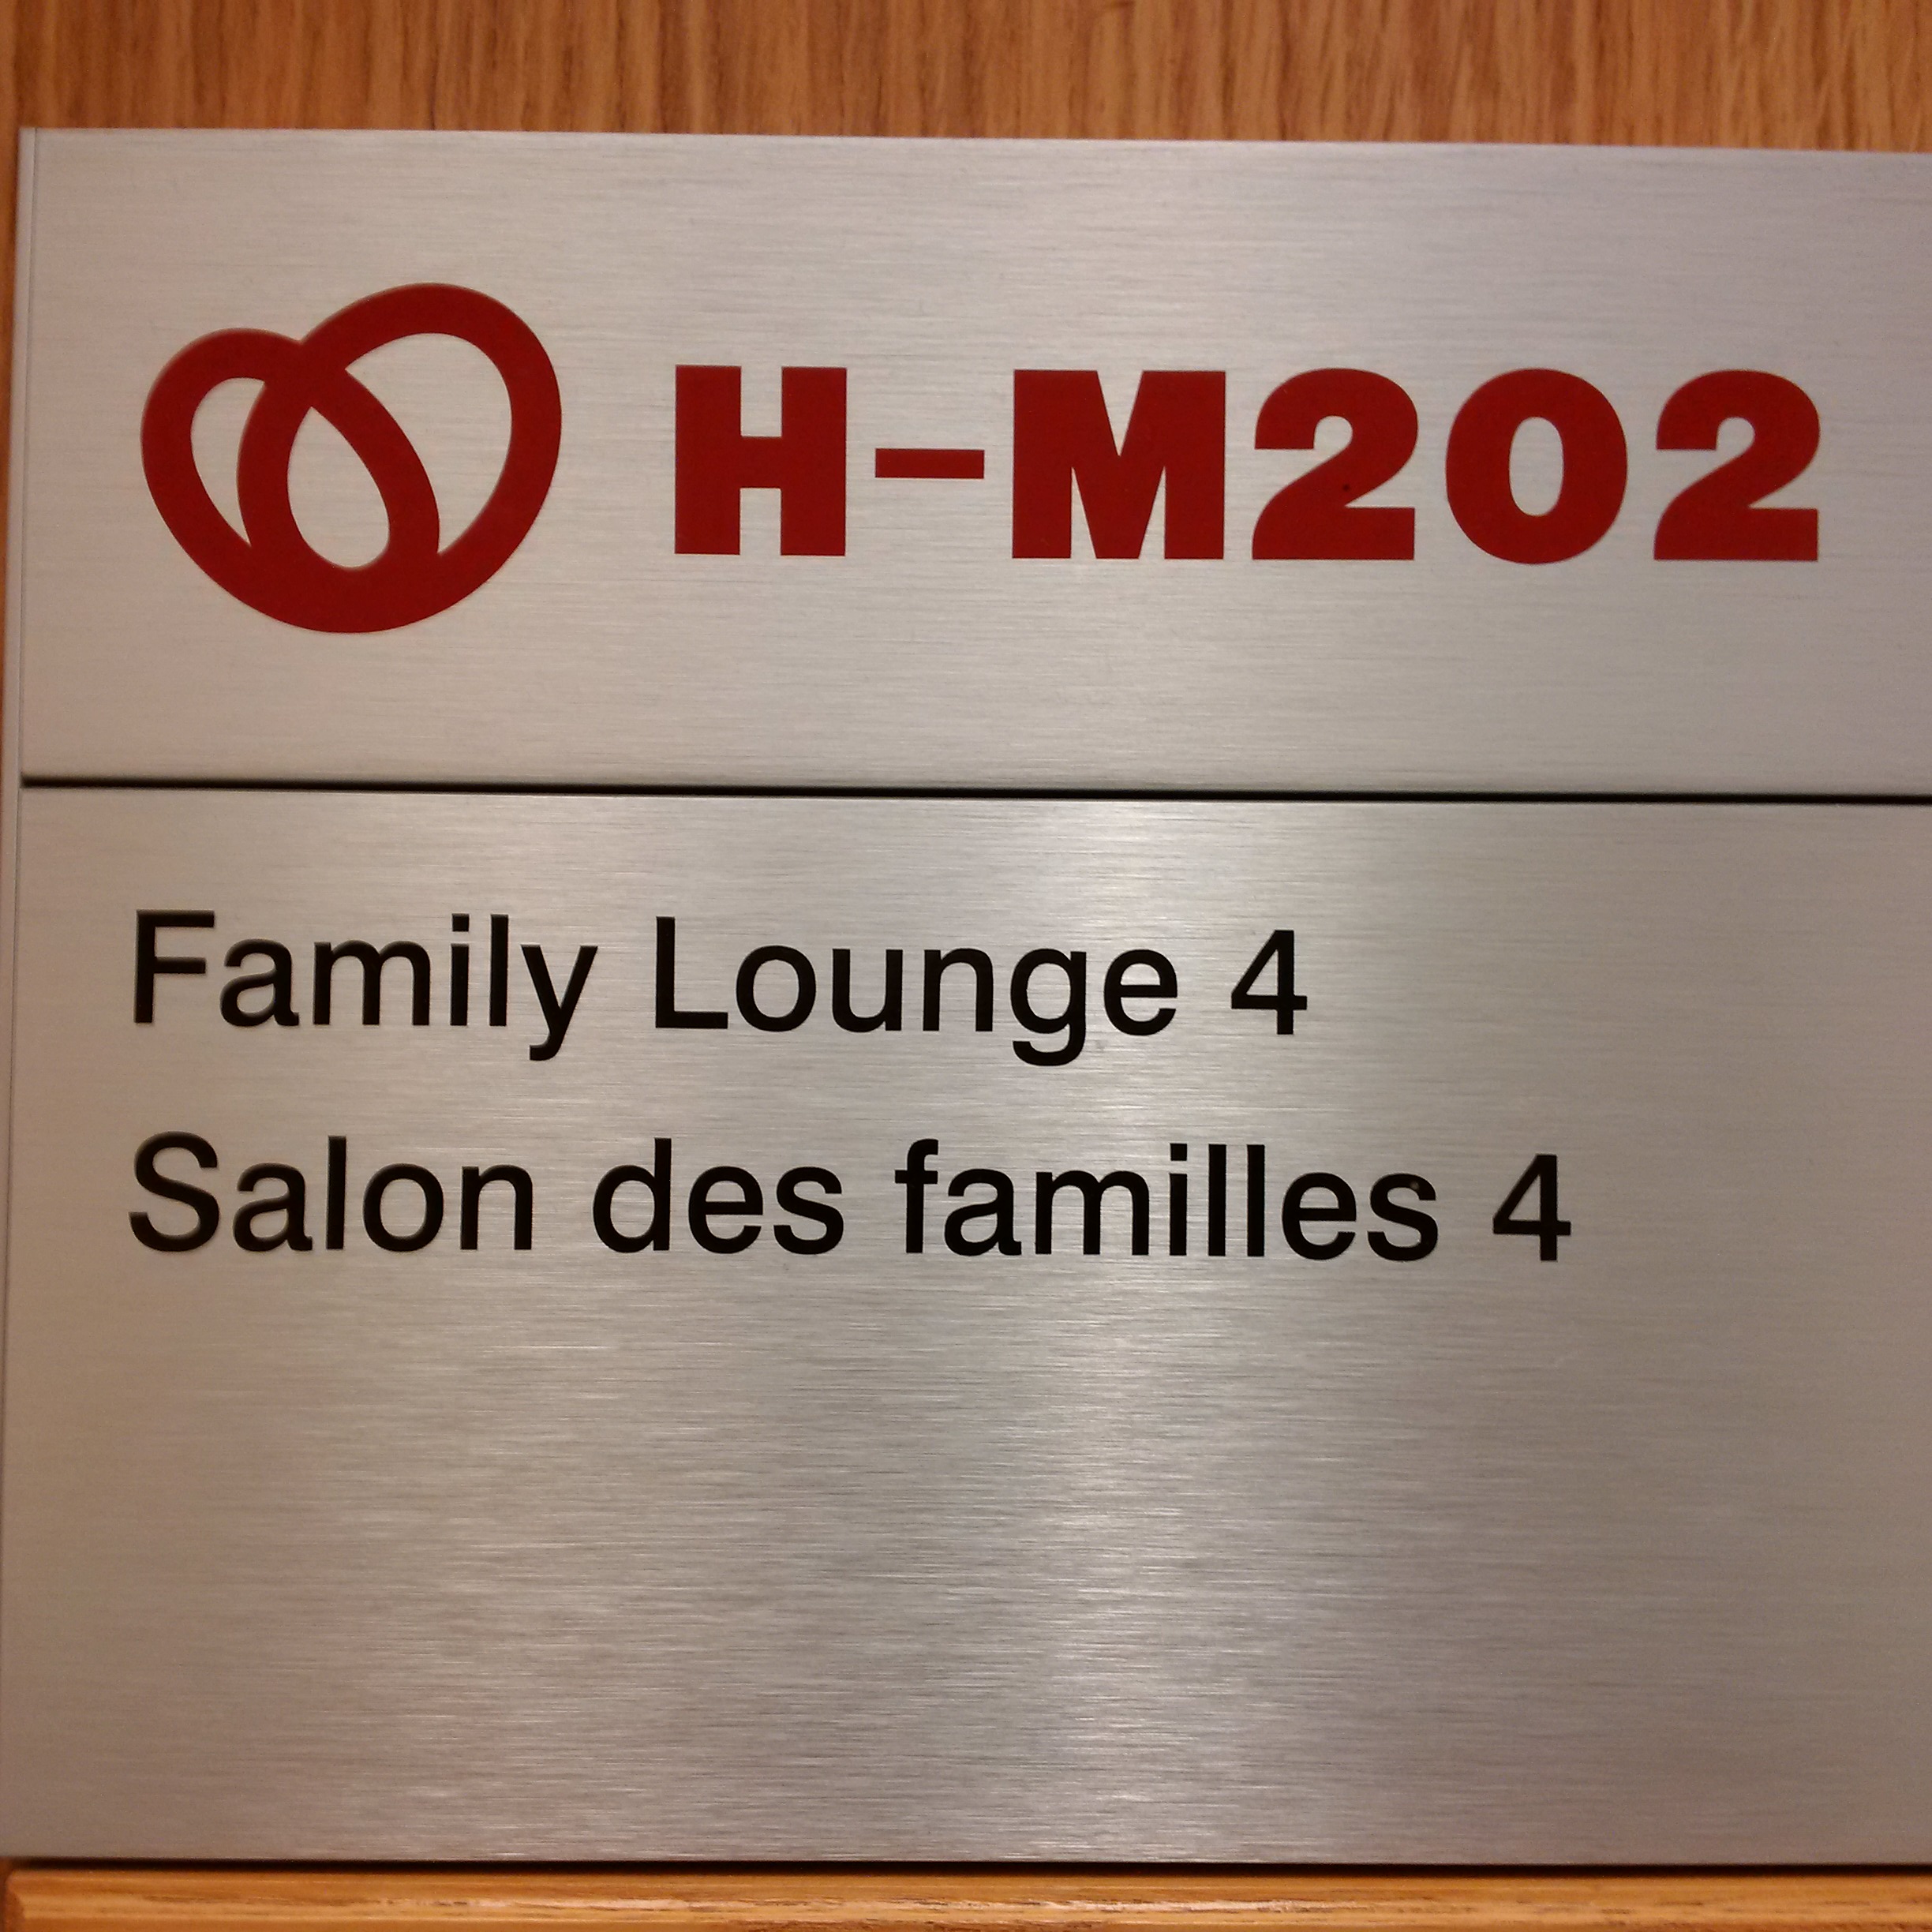 H-M202
Family Lounge 4
Salon des familles 4